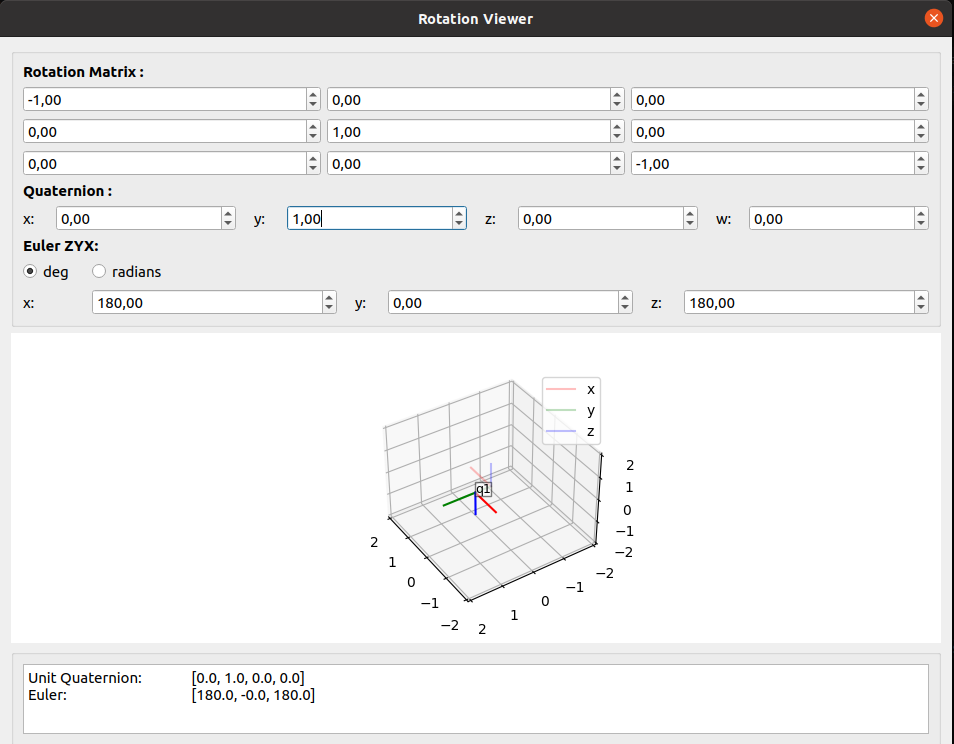 Rotation Viewer
Rotation Matrix :
-1,00 0,00 0,00
0,00 1,00 0,00
0,00 0,00 -1,00
Quaternion :
x: 0,00 y: 1,00 z: 0,00 w: 0,00
Euler ZYX:
deg radians
x: 180,00 y: 0,00 z: 180,00
x
y
z
q1
2
1
0
−1
−2
2
1
0
−1
−2
2
1
0
−1
−2
Unit Quaternion: [0.0, 1.0, 0.0, 0.0]
Euler: [180.0, -0.0, 180.0]